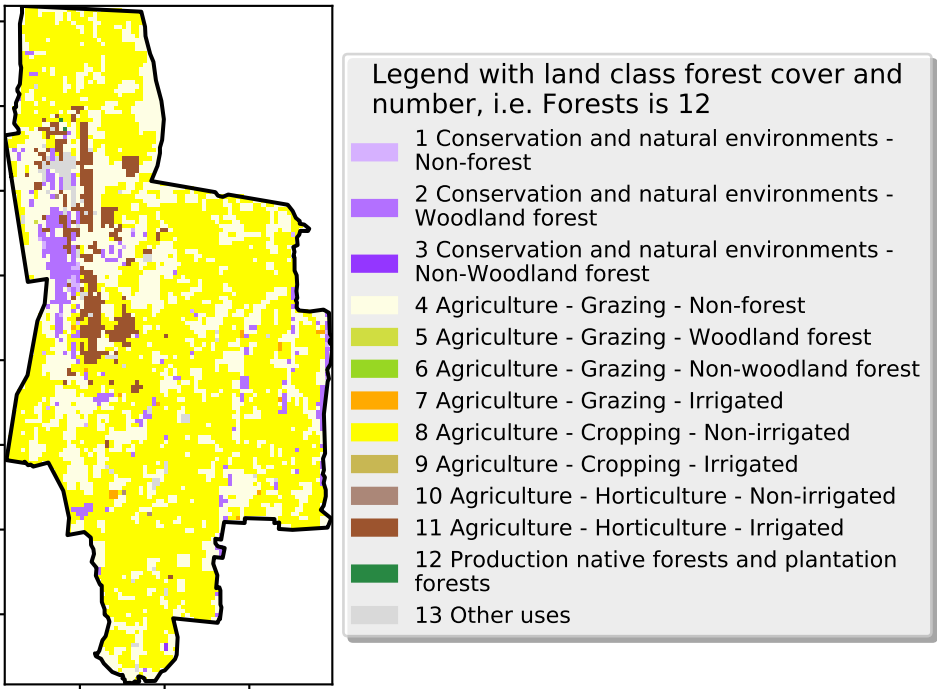 Legend with land class forest cover and
number, i.e. Forests is 12
1 Conservation and natural environments -
Non-forest
2 Conservation and natural environments -
Woodland forest
3 Conservation and natural environments -
Non-Woodland forest
4 Agriculture - Grazing - Non-forest
5 Agriculture - Grazing - Woodland forest
6 Agriculture - Grazing - Non-woodland forest
7 Agriculture - Grazing - Irrigated
8 Agriculture - Cropping - Non-irrigated
9 Agriculture - Cropping - Irrigated
10 Agriculture - Horticulture - Non-irrigated
11 Agriculture - Horticulture - Irrigated
12 Production native forests and plantation
forests
13 Other uses